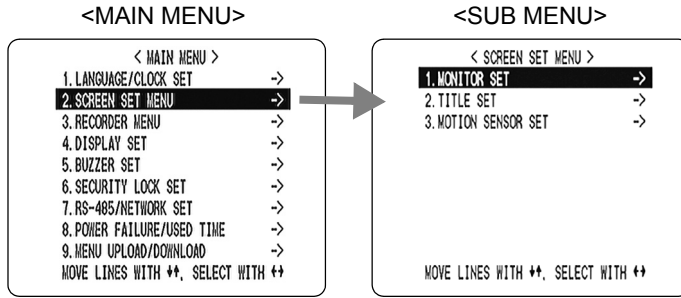 <MAIN MENU>
< MAIN MENU >
1. LANGUAGE/CLOCK SET ->
2. SCREEN SET MENU ->
3. RECORDER MENU ->
4. DISPLAY SET ->
5. BUZZER SET ->
6. SECURITY LOCK SET ->
7. RS-485/NETWORK SET ->
8. POWER FAILURE/USED TIME ->
9. MENU UPLOAD/DOWNLOAD ->
MOVE LINES WITH ↓↑, SELECT WITH ←→
<SUB MENU>
< SCREEN SET MENU >
1. MONITOR SET ->
2. TITLE SET ->
3. MOTION SENSOR SET ->
MOVE LINES WITH ↓↑, SELECT WITH ←→